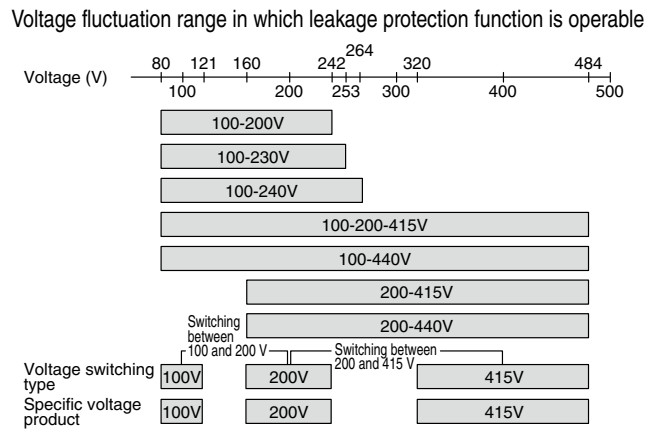 Voltage fluctuation range in which leakage protection function is operable
264
80 121 160 242 320 484
Voltage (V)
100 200 253 300 400 500
100-200V
100-230V
100-240V
100-200-415V
100-440V
200-415V
200-440V
Switching
between
100 and 200 V
Switching between
200 and 415 V
Voltage switching
type
100V 200V 415V
Specific voltage
product
100V 200V 415V